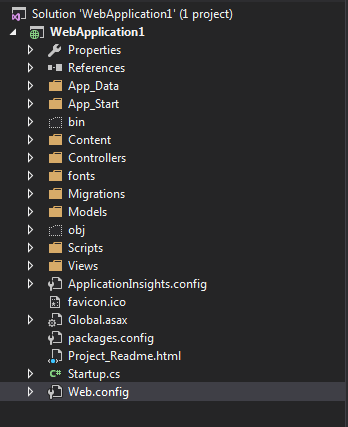 Solution 'WebApplication1' (1 project)
WebApplication1
Properties
References
App_Data
App_Start
bin
Content
Controllers
fonts
Migrations
Models
obj
Scripts
Views
ApplicationInsights.config
favicon.ico
Global.asax
packages.config
Project_Readme.html
C# Startup.cs
Web.config